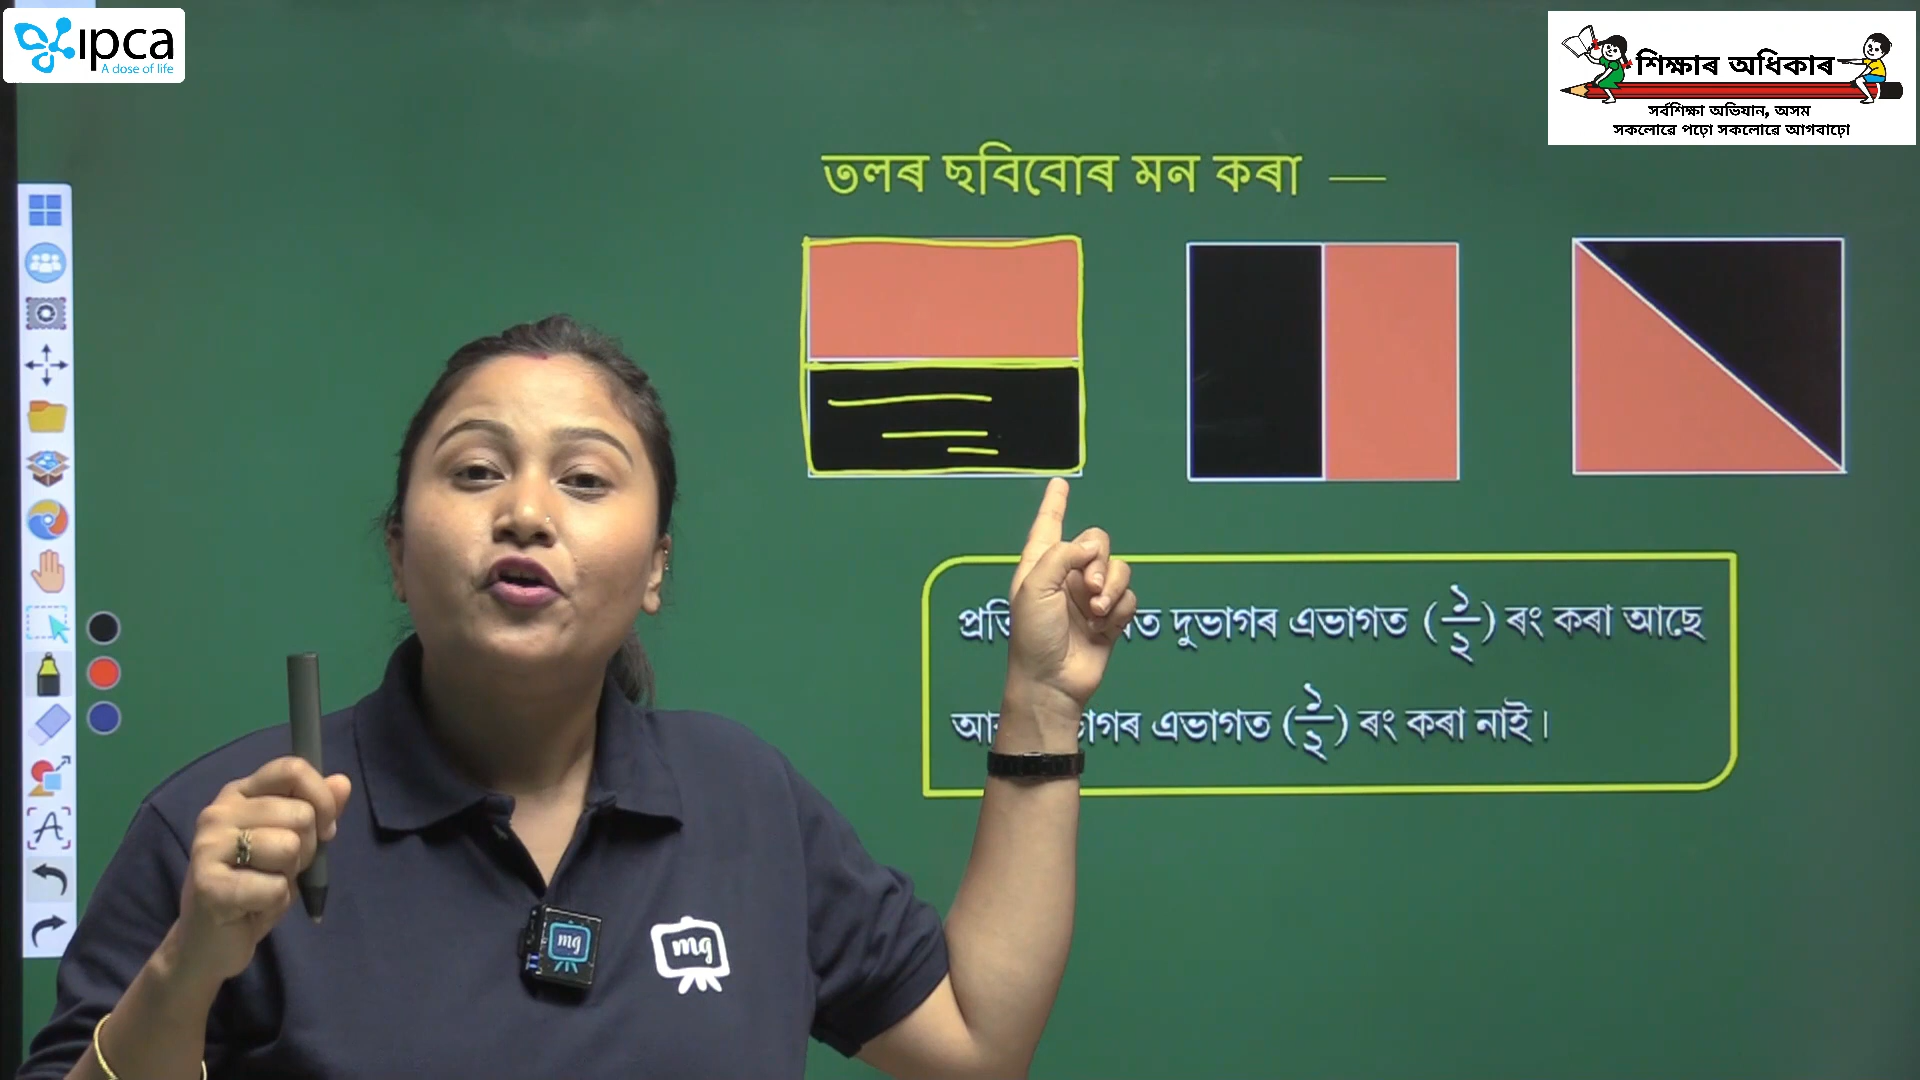 ipca
A dose of life
শিক্ষাৰ অধিকাৰ
সৰ্বশিক্ষা অভিযান, অসম
সকলোৱে পঢ়ো সকলোৱে আগবাঢ়ো
তলৰ ছবিবোৰ মন কৰা —
দুভাগৰ এভাগত (১/২) ৰং কৰা আছে
এভাগত (১/২) ৰং কৰা নাই।
mg
mg